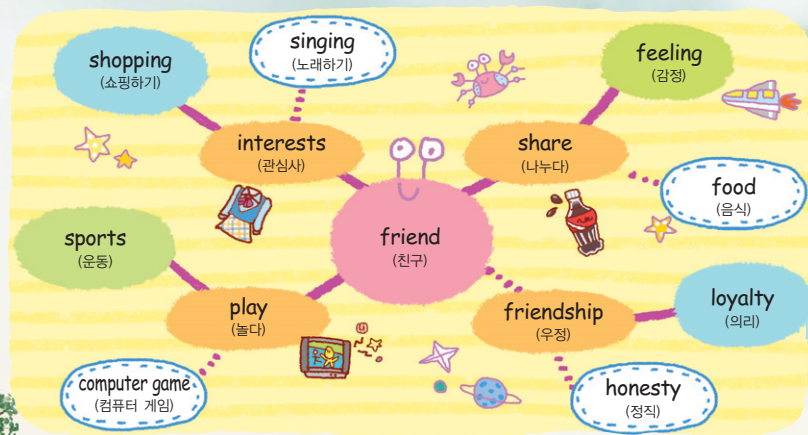 shopping
(쇼핑하기)
singing
(노래하기)
feeling
(감정)
interests
(관심사)
share
(나누다)
food
(음식)
sports
(운동)
friend
(친구)
play
(놀다)
friendship
(우정)
loyalty
(의리)
computer game
(컴퓨터 게임)
honesty
(정직)